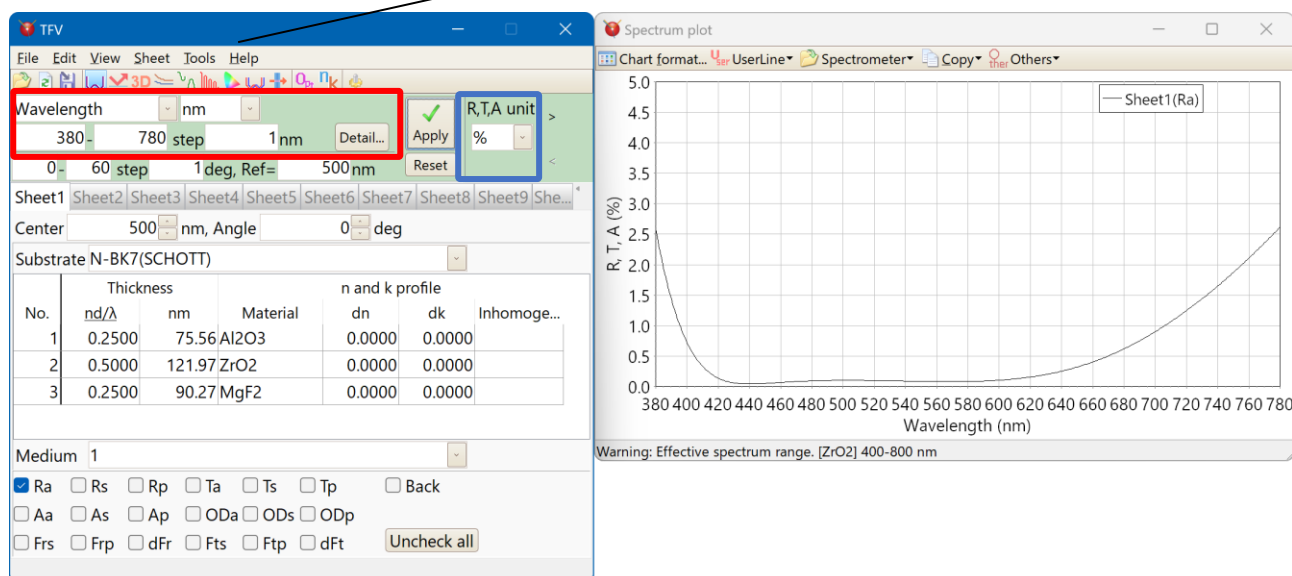 TFV
File Edit View Sheet Tools Help
3D Opt nk
Wavelength nm
380 - 780 step 1 nm Detail...
Apply
R,T,A unit
%
>
0 - 60 step 1 deg, Ref= 500 nm
Reset
<
Sheet1 Sheet2 Sheet3 Sheet4 Sheet5 Sheet6 Sheet7 Sheet8 Sheet9 She...
Center 500 nm, Angle 0 deg
Substrate N-BK7(SCHOTT)
Thickness n and k profile
No. nd/λ nm Material dn dk Inhomoge...
1 0.2500 75.56 Al2O3 0.0000 0.0000
2 0.5000 121.97 ZrO2 0.0000 0.0000
3 0.2500 90.27 MgF2 0.0000 0.0000
Medium 1
Ra Rs Rp Ta Ts Tp Back
Aa As Ap ODa ODs ODp
Frs Frp dFr Fts Ftp dFt Uncheck all
Spectrum plot
Chart format... User UserLine Spectrometer Copy Other Others
Sheet1(Ra)
5.0
4.5
4.0
3.5
3.0
2.5
2.0
1.5
1.0
0.5
0.0
R, T, A (%)
380 400 420 440 460 480 500 520 540 560 580 600 620 640 660 680 700 720 740 760 780
Wavelength (nm)
Warning: Effective spectrum range. [ZrO2] 400-800 nm